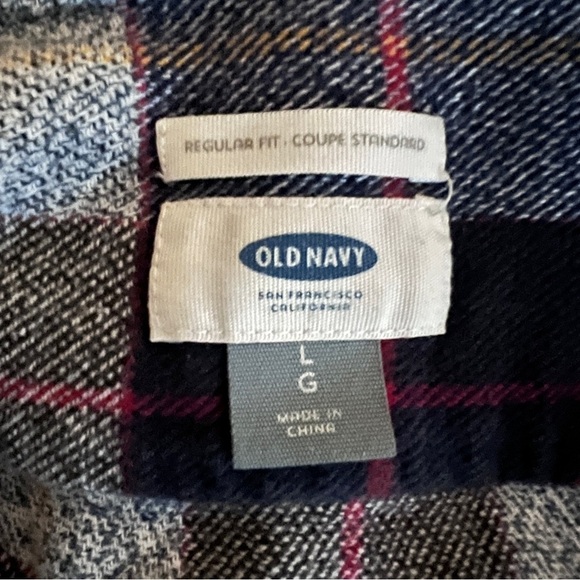 REGULAR FIT · COUPE STANDARD
OLD NAVY
SAN FRANCISCO
CALIFORNIA
L
G
MADE IN
CHINA